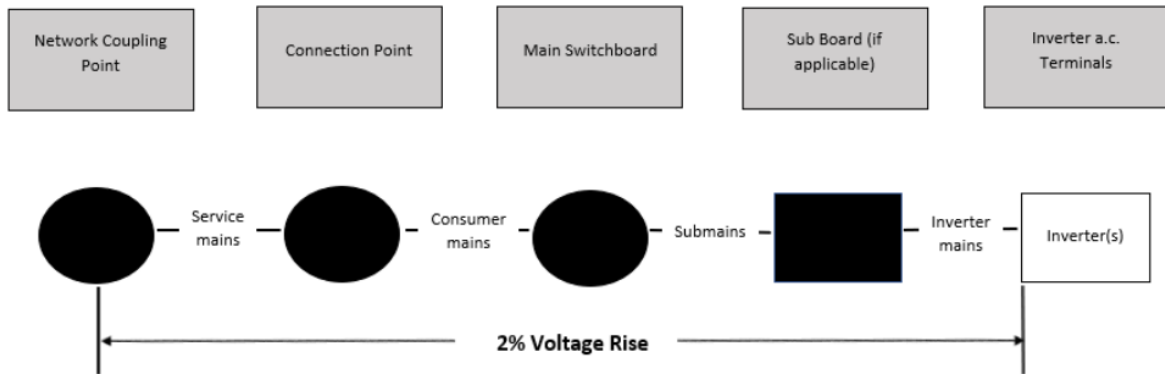 Network Coupling
Point
Connection Point
Main Switchboard
Sub Board (if
applicable)
Inverter a.c.
Terminals
Service
mains
Consumer
mains
Submains
Inverter
mains
Inverter(s)
2% Voltage Rise